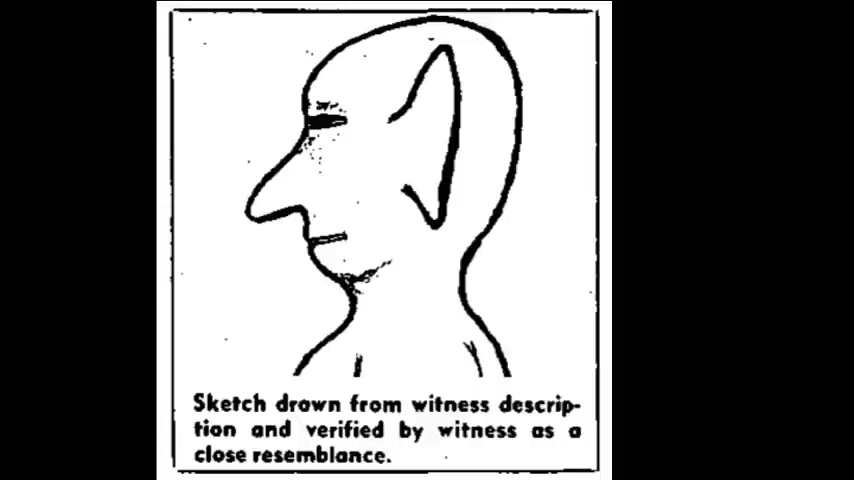 Sketch drawn from witness descrip-
tion and verified by witness as a
close resemblance.